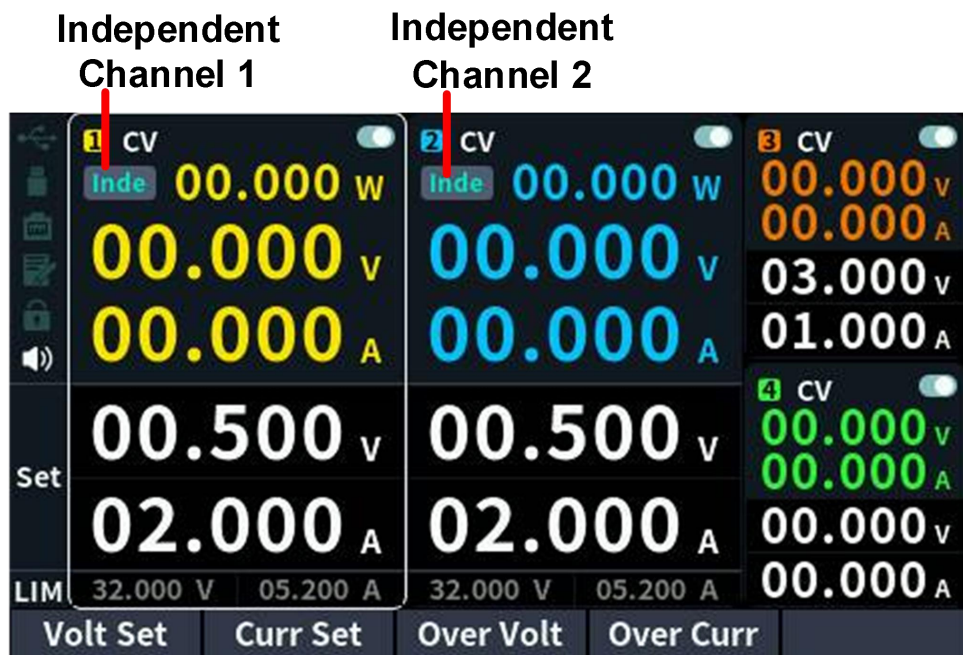 Independent Channel 1
Independent Channel 2
1 CV
Inde 00.000 W
00.000 V
00.000 A
00.500 V
02.000 A
32.000 V 05.200 A
2 CV
Inde 00.000 W
00.000 V
00.000 A
00.500 V
02.000 A
32.000 V 05.200 A
3 CV
00.000 V
00.000 A
03.000 V
01.000 A
4 CV
00.000 V
00.000 A
00.000 V
00.000 A
Set
LIM
Volt Set Curr Set Over Volt Over Curr